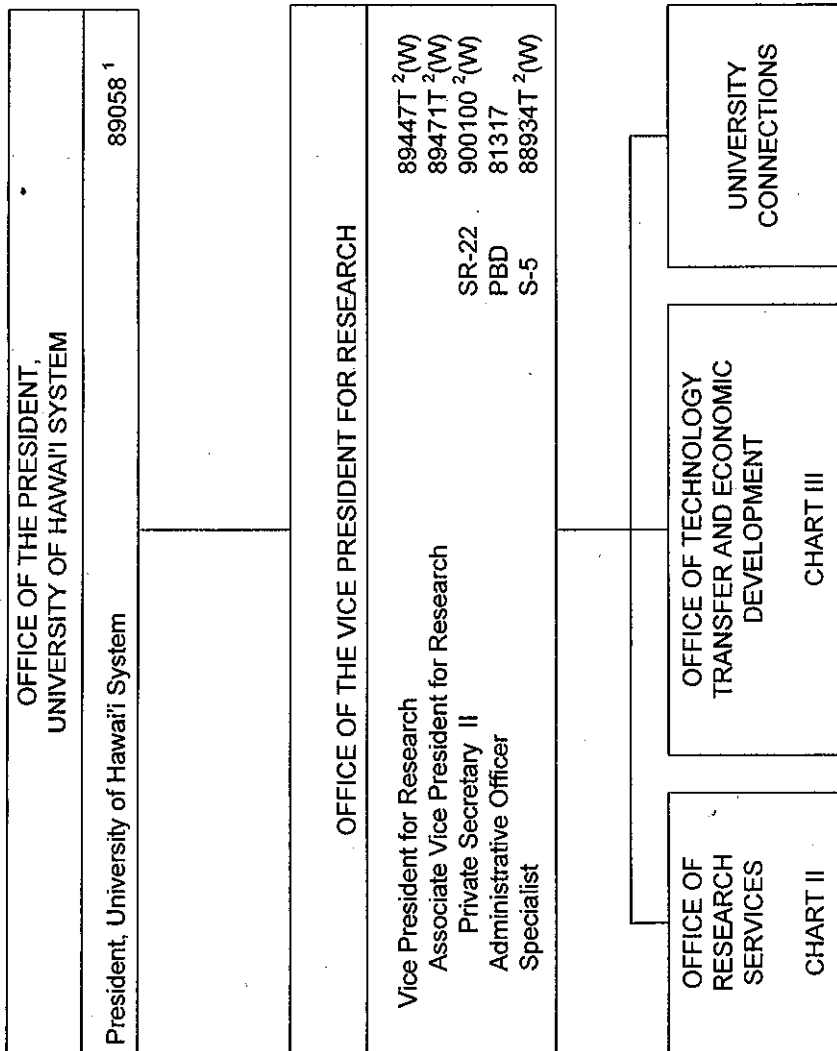 OFFICE OF THE PRESIDENT,
UNIVERSITY OF HAWAI'I SYSTEM
President, University of Hawai'i System 89058 1
OFFICE OF THE VICE PRESIDENT FOR RESEARCH
Vice President for Research 89447T 2(W)
Associate Vice President for Research 89471T 2(W)
Private Secretary II SR-22 900100 2(W)
Administrative Officer PBD 81317
Specialist S-5 88934T 2(W)
OFFICE OF
RESEARCH
SERVICES
CHART II
OFFICE OF TECHNOLOGY
TRANSFER AND ECONOMIC
DEVELOPMENT
CHART III
UNIVERSITY
CONNECTIONS